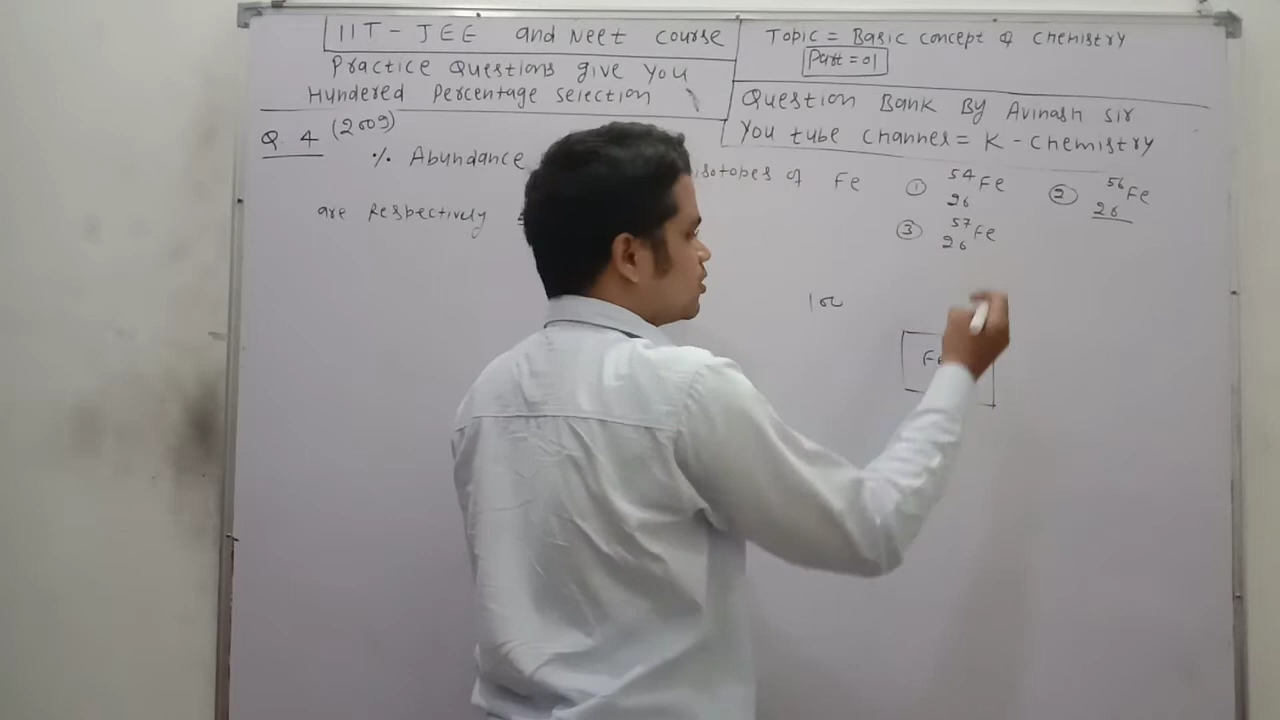 IIT - JEE and Neet course
Practice Questions give you
Hundered Percentage selection
Topic = Basic concept of chemistry
Part = 01
Question Bank By Avinash sir
You tube channel = K - chemistry
Q. 4 (2009)
% Abundance isotopes of Fe ① 54 26 Fe ② 56 26 Fe
are Respectively ③ 57 26 Fe
100